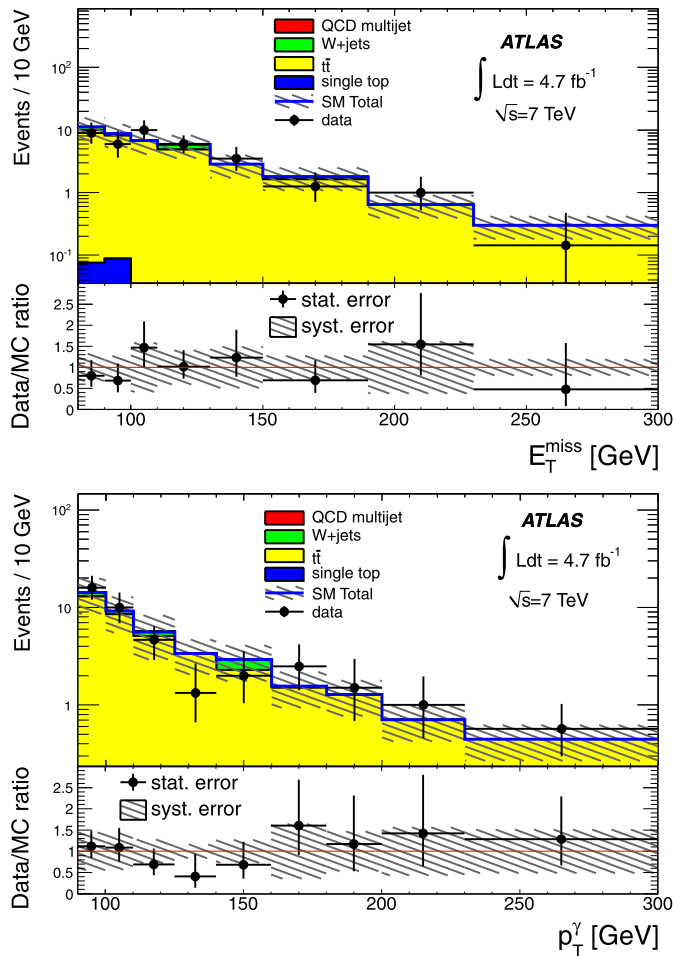 Events / 10 GeV
QCD multijet
W+jets
tt̄
single top
SM Total
data
ATLAS
∫ Ldt = 4.7 fb⁻¹
√s=7 TeV
10²
10
1
10⁻¹
Data/MC ratio
stat. error
syst. error
2.5
2
1.5
1
0.5
0
100 150 200 250 300
E_T^miss [GeV]
Events / 10 GeV
QCD multijet
W+jets
tt̄
single top
SM Total
data
ATLAS
∫ Ldt = 4.7 fb⁻¹
√s=7 TeV
10²
10
1
Data/MC ratio
stat. error
syst. error
2.5
2
1.5
1
0.5
0
100 150 200 250 300
p_T^γ [GeV]